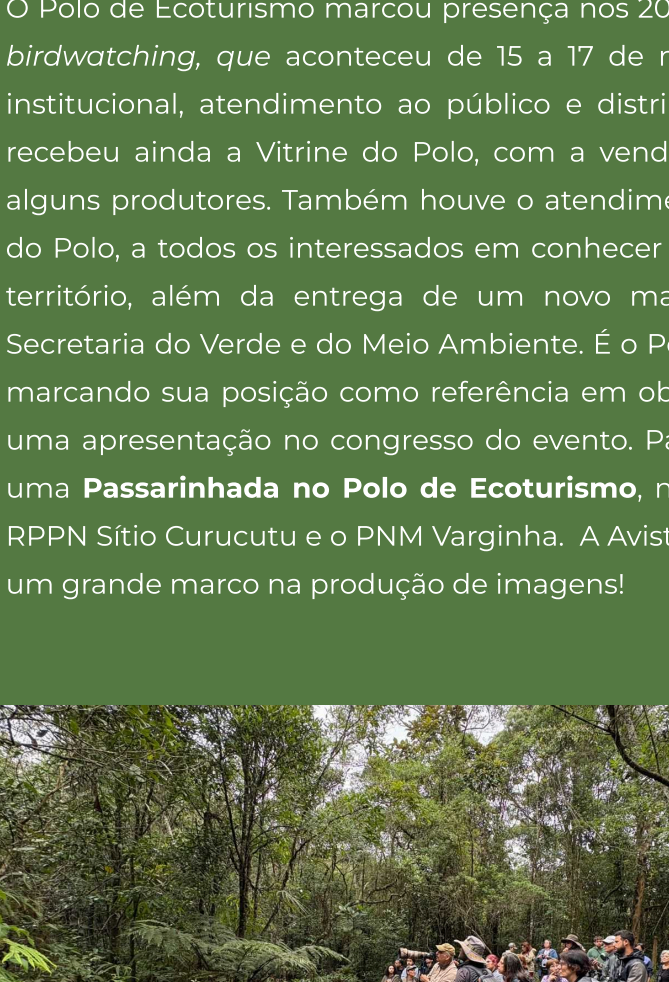 O Polo de Ecoturismo marcou presença nos 20
birdwatching, que aconteceu de 15 a 17 de
institucional, atendimento ao público e distri
recebeu ainda a Vitrine do Polo, com a vend
alguns produtores. Também houve o atendime
do Polo, a todos os interessados em conhecer
território, além da entrega de um novo ma
Secretaria do Verde e do Meio Ambiente. É o Po
marcando sua posição como referência em ob
uma apresentação no congresso do evento. Pa
uma Passarinhada no Polo de Ecoturismo,
RPPN Sítio Curucutu e o PNM Varginha. A Avist
um grande marco na produção de imagens!